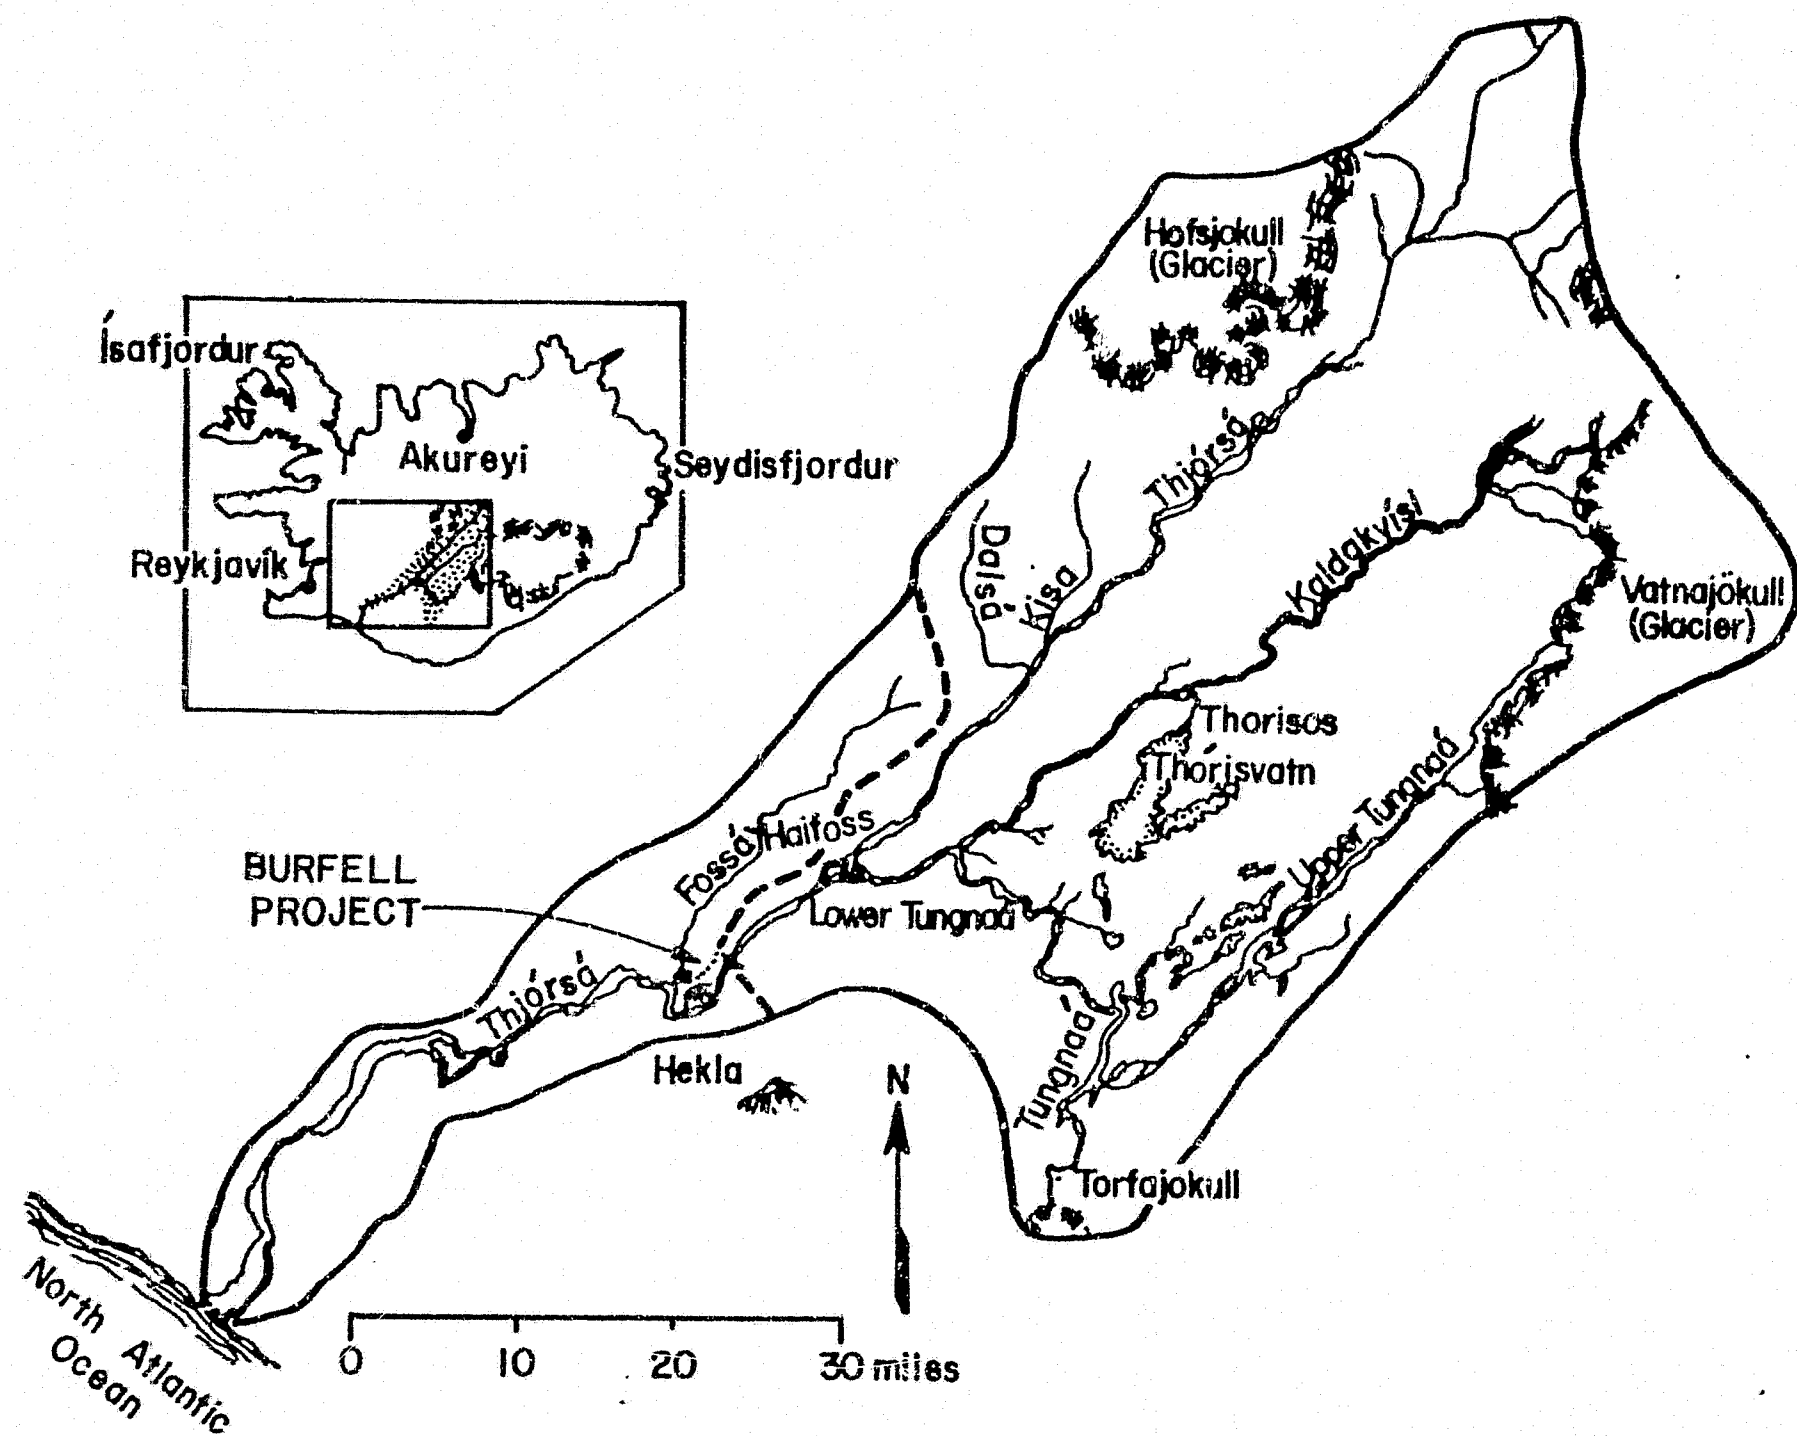 Hofsjokull
(Glacier)
Ísafjordur
Akureyi
Seydisfjordur
Reykjavík
Thjórsá
Dalsá
Kisa
Kaldakvísl
Vatnajökull
(Glacier)
Thorisos
Thórisvatn
Upper Tungnaá
Fossá
Haifoss
BURFELL
PROJECT
Lower Tungnaá
Thjórsá
Hekla
N
Tungnaá
Torfajokull
North Atlantic
Ocean
0 10 20 30 miles